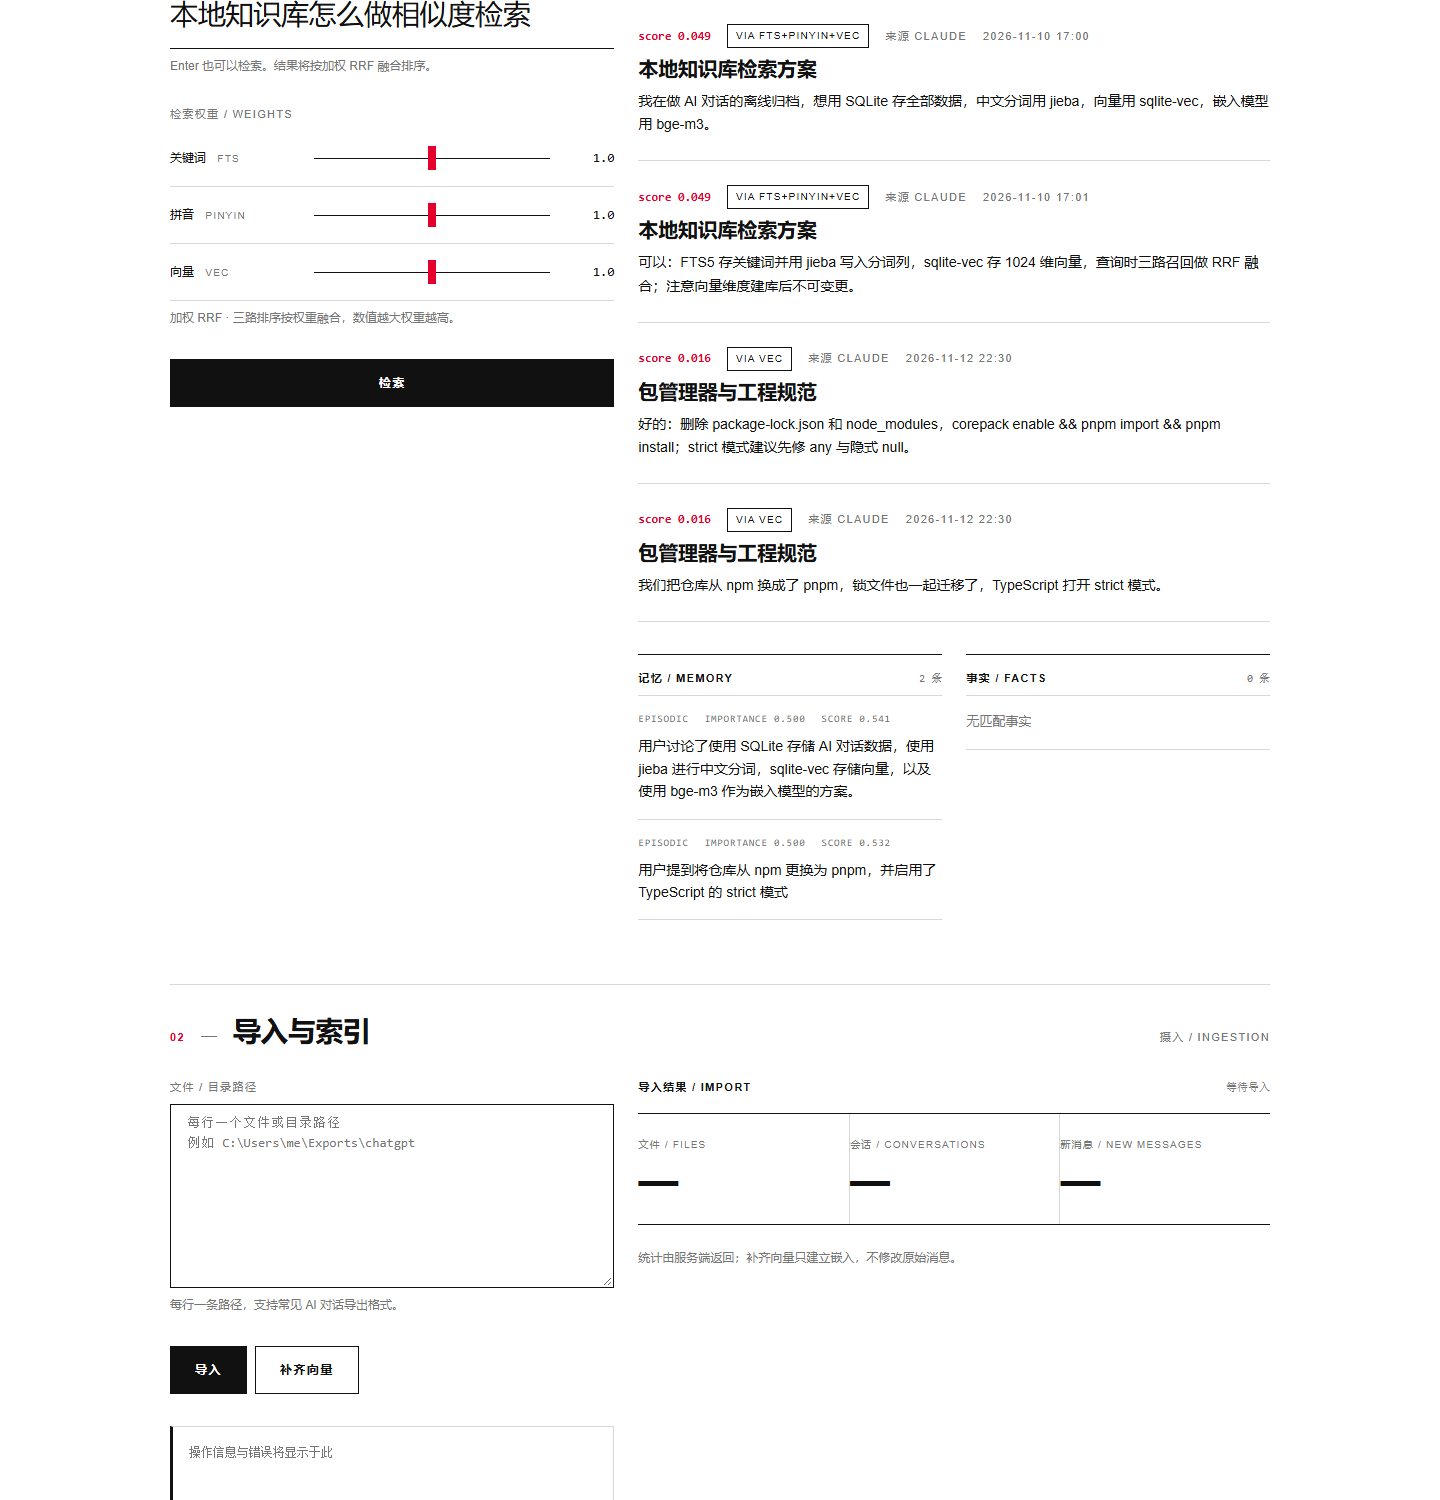 本地知识库怎么做相似度检索
Enter 也可以检索。结果将按加权 RRF 融合排序。
检索权重 / WEIGHTS
关键词 FTS 1.0
拼音 PINYIN 1.0
向量 VEC 1.0
加权 RRF · 三路排序按权重融合，数值越大权重越高。
检索
score 0.049 VIA FTS+PINYIN+VEC 来源 CLAUDE 2026-11-10 17:00
本地知识库检索方案
我在做 AI 对话的离线归档，想用 SQLite 存全部数据，中文分词用 jieba，向量用 sqlite-vec，嵌入模型
用 bge-m3。
score 0.049 VIA FTS+PINYIN+VEC 来源 CLAUDE 2026-11-10 17:01
本地知识库检索方案
可以：FTS5 存关键词并用 jieba 写入分词列，sqlite-vec 存 1024 维向量，查询时三路召回做 RRF 融
合；注意向量维度建库后不可变更。
score 0.016 VIA VEC 来源 CLAUDE 2026-11-12 22:30
包管理器与工程规范
好的：删除 package-lock.json 和 node_modules，corepack enable && pnpm import && pnpm
install；strict 模式建议先修 any 与隐式 null。
score 0.016 VIA VEC 来源 CLAUDE 2026-11-12 22:30
包管理器与工程规范
我们把仓库从 npm 换成了 pnpm，锁文件也一起迁移了，TypeScript 打开 strict 模式。
记忆 / MEMORY 2 条
EPISODIC IMPORTANCE 0.500 SCORE 0.541
用户讨论了使用 SQLite 存储 AI 对话数据，使用
jieba 进行中文分词，sqlite-vec 存储向量，以及
使用 bge-m3 作为嵌入模型的方案。
EPISODIC IMPORTANCE 0.500 SCORE 0.532
用户提到将仓库从 npm 更换为 pnpm，并启用了
TypeScript 的 strict 模式
事实 / FACTS 0 条
无匹配事实
02 — 导入与索引 摄入 / INGESTION
文件 / 目录路径
每行一个文件或目录路径
例如 C:\Users\me\Exports\chatgpt
每行一条路径，支持常见 AI 对话导出格式。
导入 补齐向量
操作信息与错误将显示于此
导入结果 / IMPORT 等待导入
文件 / FILES 会话 / CONVERSATIONS 新消息 / NEW MESSAGES
— — —
统计由服务端返回；补齐向量只建立嵌入，不修改原始消息。